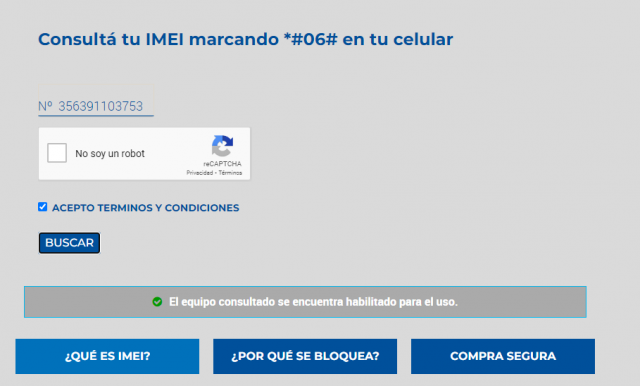 Consultá tu IMEI marcando *#06# en tu celular
Nº 356391103753
No soy un robot
reCAPTCHA
Privacidad - Términos
ACEPTO TERMINOS Y CONDICIONES
BUSCAR
El equipo consultado se encuentra habilitado para el uso.
¿QUÉ ES IMEI? ¿POR QUÉ SE BLOQUEA? COMPRA SEGURA